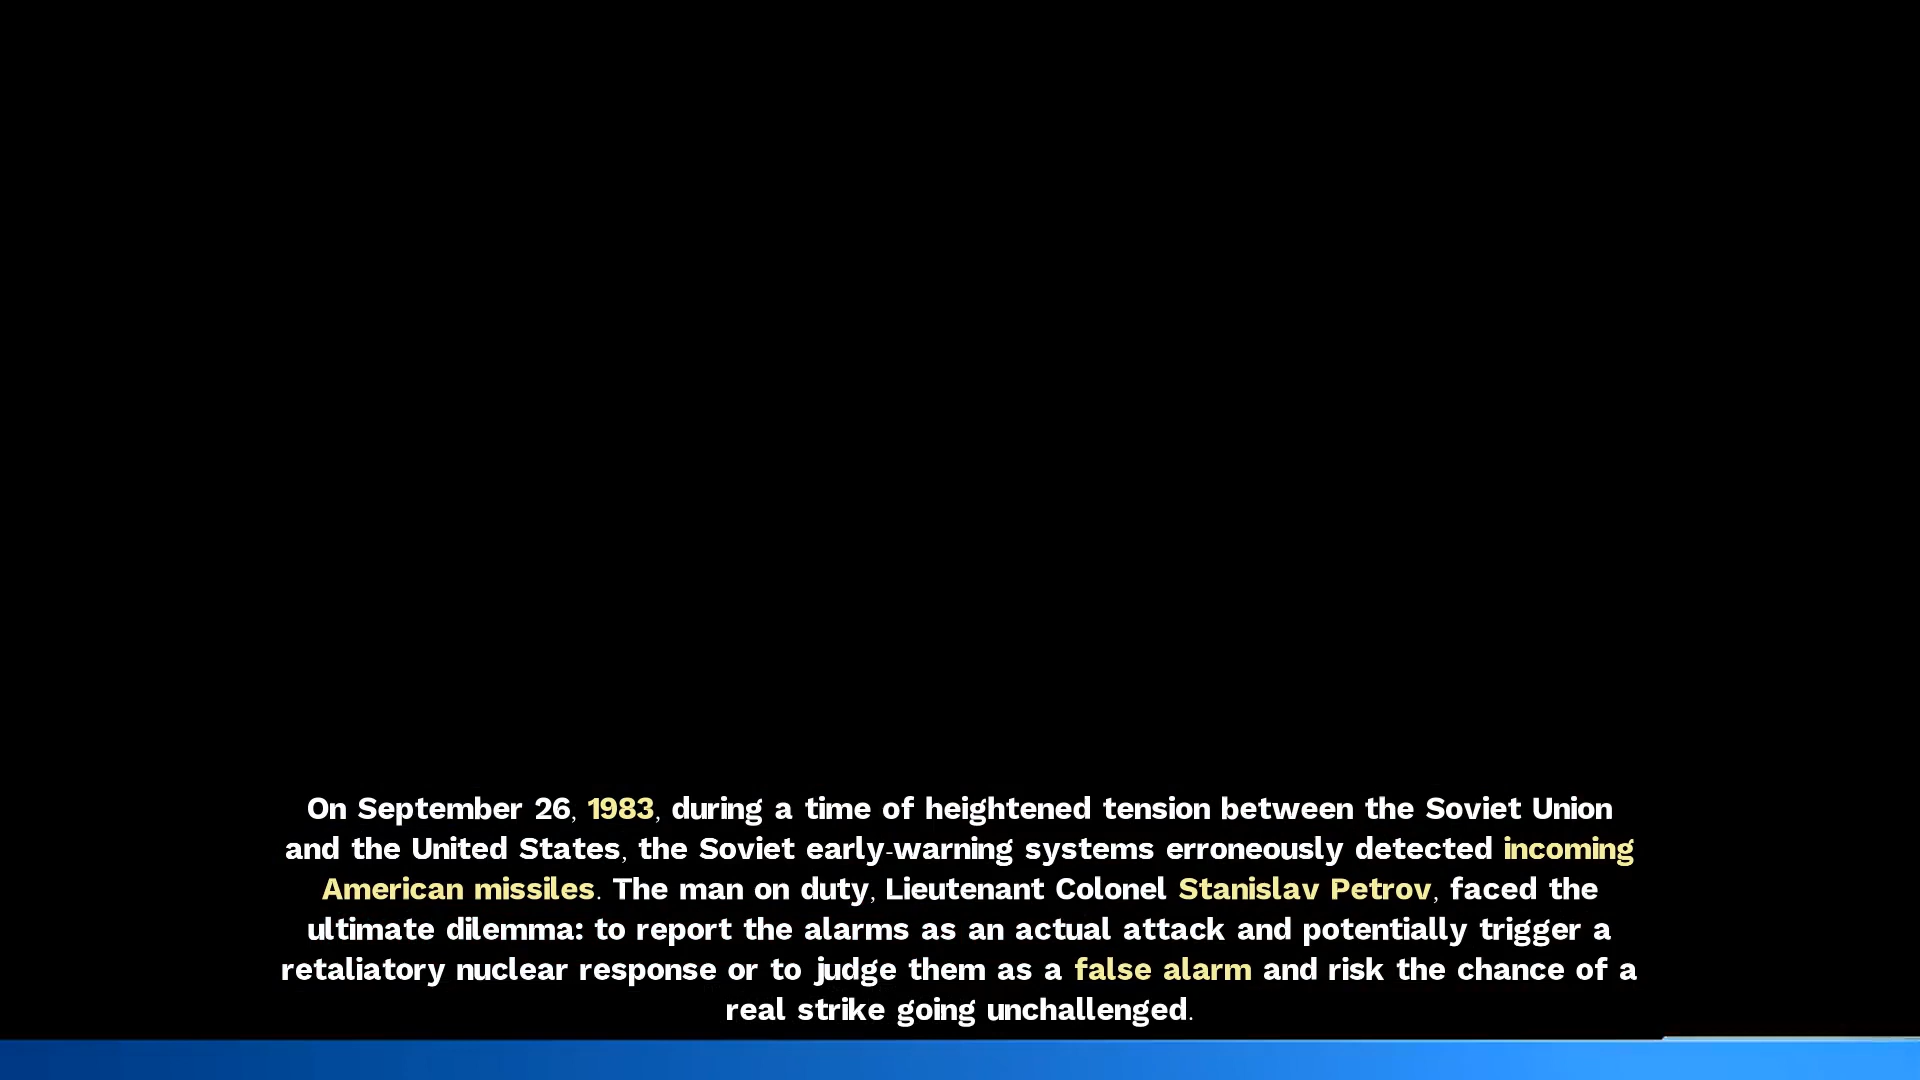 On September 26, 1983, during a time of heightened tension between the Soviet Union
and the United States, the Soviet early-warning systems erroneously detected incoming
American missiles. The man on duty, Lieutenant Colonel Stanislav Petrov, faced the
ultimate dilemma: to report the alarms as an actual attack and potentially trigger a
retaliatory nuclear response or to judge them as a false alarm and risk the chance of a
real strike going unchallenged.